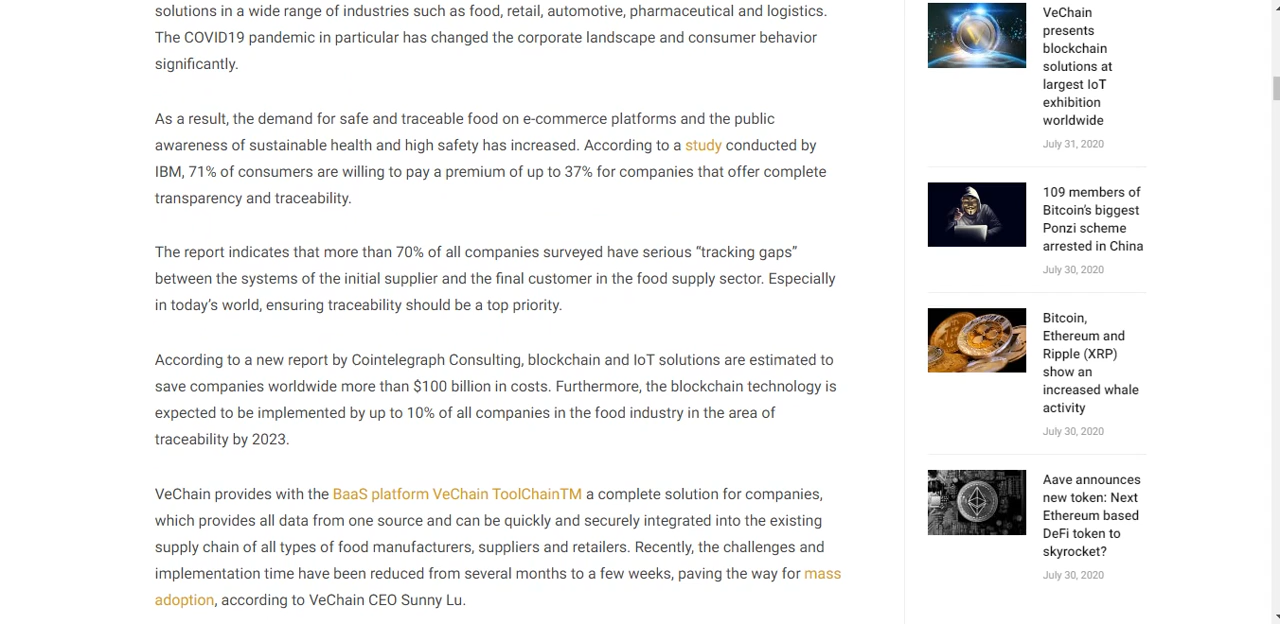 solutions in a wide range of industries such as food, retail, automotive, pharmaceutical and logistics.
The COVID19 pandemic in particular has changed the corporate landscape and consumer behavior
significantly.
As a result, the demand for safe and traceable food on e-commerce platforms and the public
awareness of sustainable health and high safety has increased. According to a study conducted by
IBM, 71% of consumers are willing to pay a premium of up to 37% for companies that offer complete
transparency and traceability.
The report indicates that more than 70% of all companies surveyed have serious “tracking gaps”
between the systems of the initial supplier and the final customer in the food supply sector. Especially
in today’s world, ensuring traceability should be a top priority.
According to a new report by Cointelegraph Consulting, blockchain and IoT solutions are estimated to
save companies worldwide more than $100 billion in costs. Furthermore, the blockchain technology is
expected to be implemented by up to 10% of all companies in the food industry in the area of
traceability by 2023.
VeChain provides with the BaaS platform VeChain ToolChainTM a complete solution for companies,
which provides all data from one source and can be quickly and securely integrated into the existing
supply chain of all types of food manufacturers, suppliers and retailers. Recently, the challenges and
implementation time have been reduced from several months to a few weeks, paving the way for mass
adoption, according to VeChain CEO Sunny Lu.
VeChain
presents
blockchain
solutions at
largest IoT
exhibition
worldwide
July 31, 2020
109 members of
Bitcoin’s biggest
Ponzi scheme
arrested in China
July 30, 2020
Bitcoin,
Ethereum and
Ripple (XRP)
show an
increased whale
activity
July 30, 2020
Aave announces
new token: Next
Ethereum based
DeFi token to
skyrocket?
July 30, 2020